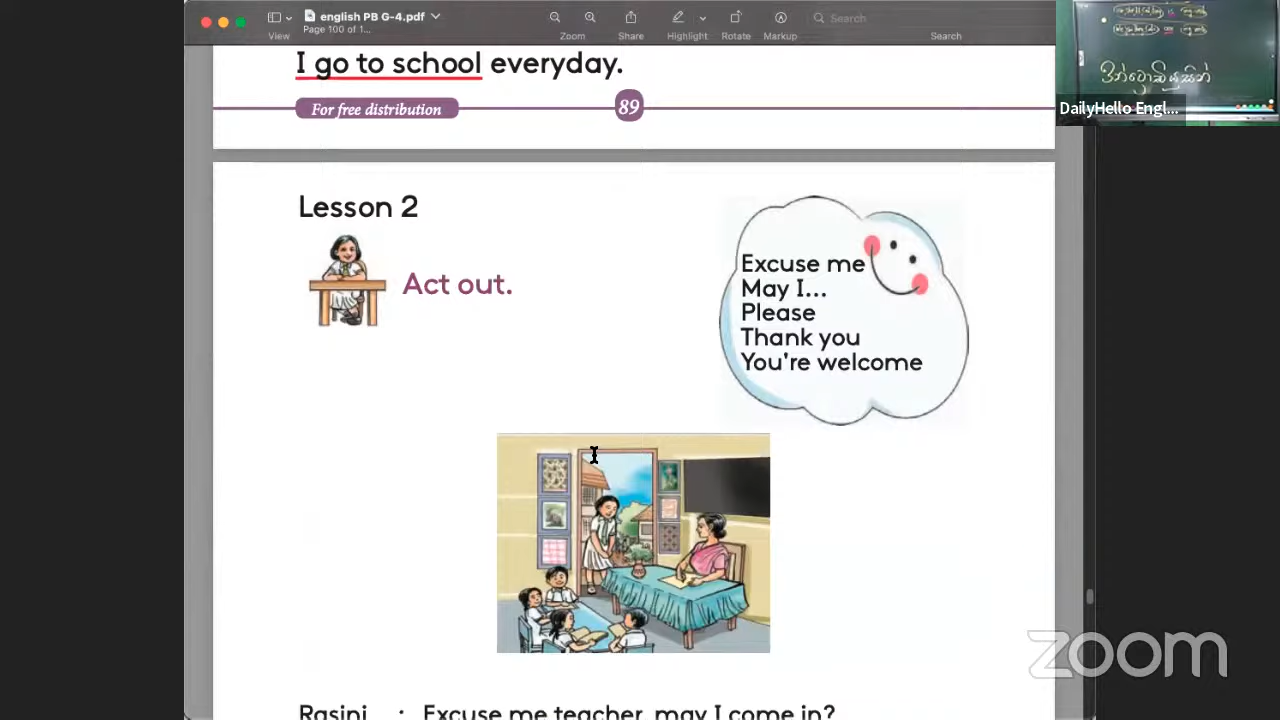 english PB G-4.pdf
Page 100 of 1...
View
Zoom
Share
Highlight
Rotate
Markup
Search
Search
I go to school everyday.
For free distribution
89
Lesson 2
Act out.
Excuse me
May I...
Please
Thank you
You're welcome
Rasini : Excuse me teacher, may I come in?
DailyHello Engl...
zoom